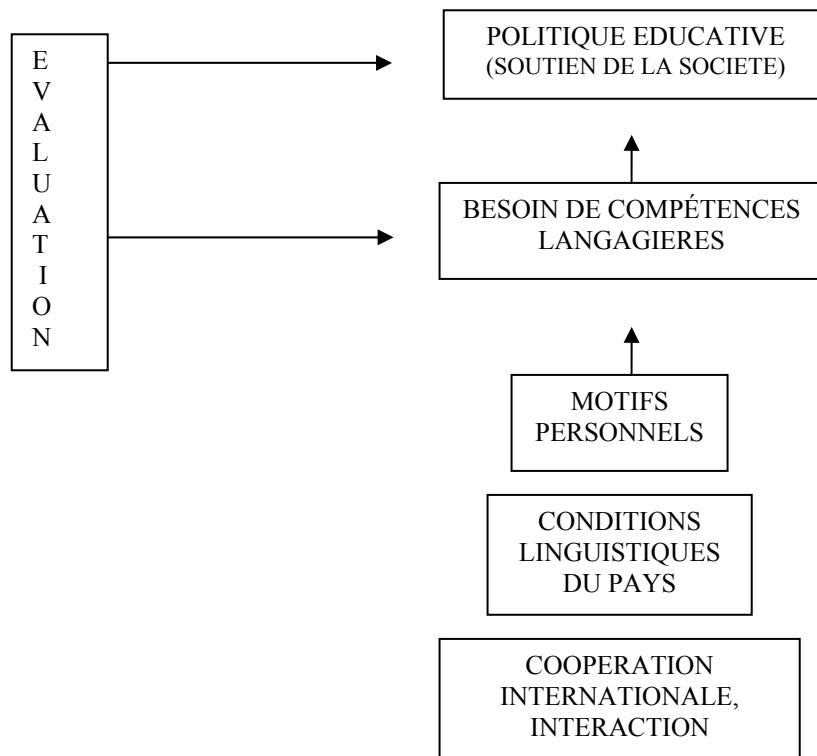 EVALUATION
POLITIQUE EDUCATIVE
(SOUTIEN DE LA SOCIETE)
BESOIN DE COMPÉTENCES
LANGAGIERES
MOTIFS
PERSONNELS
CONDITIONS
LINGUISTIQUES
DU PAYS
COOPERATION
INTERNATIONALE,
INTERACTION